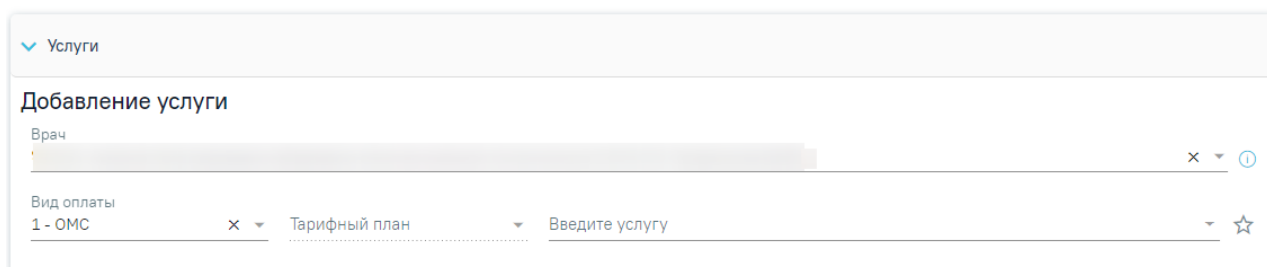 Услуги
Добавление услуги
Врач
Вид оплаты
1 - ОМС Тарифный план Введите услугу